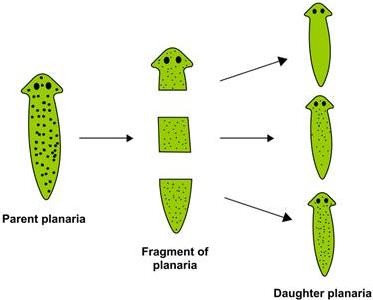 Parent planaria
Fragment of
planaria
Daughter planaria